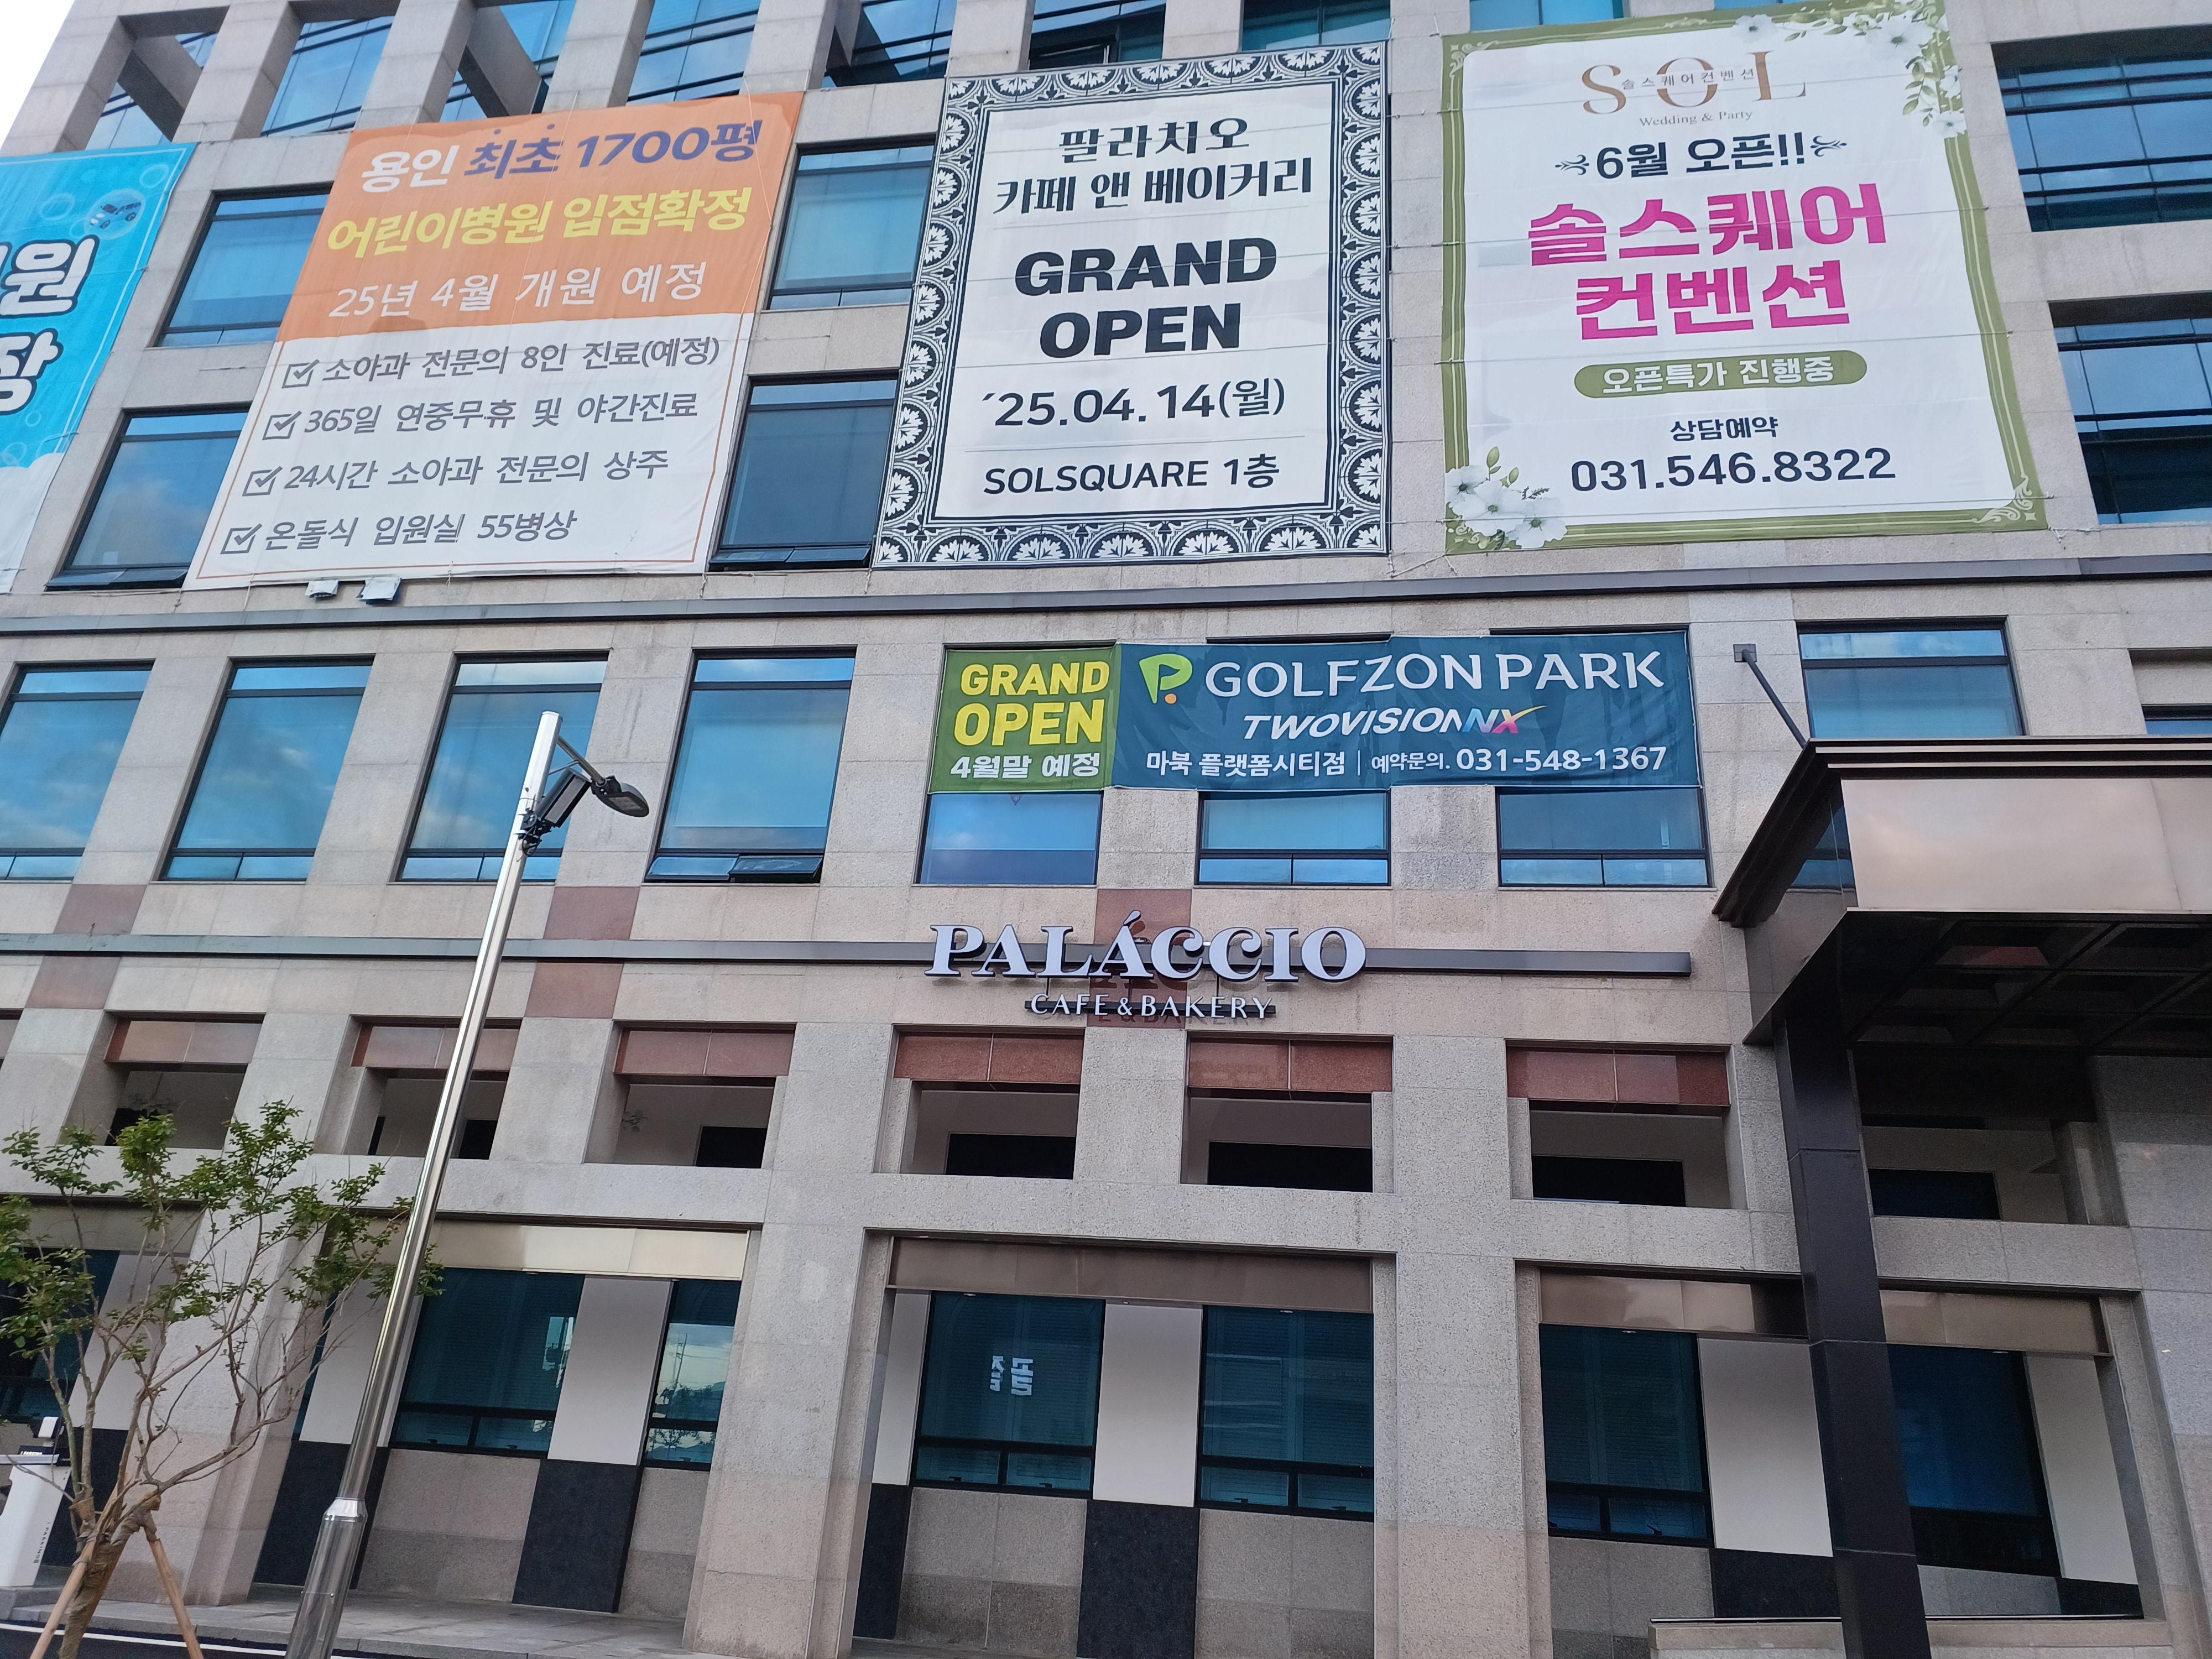 용인 최초 1700평
어린이병원 입점확정
25년 4월 개원 예정
소아과 전문의 8인 진료(예정)
365일 연중무휴 및 야간진료
24시간 소아과 전문의 상주
온돌식 입원실 55병상
팔라치오
카페 앤 베이커리
GRAND
OPEN
´25.04.14(월)
SOLSQUARE 1층
SOL
솔스퀘어컨벤션
Wedding & Party
6월 오픈!!
솔스퀘어
컨벤션
오픈특가 진행중
상담예약
031.546.8322
GRAND
OPEN
4월말 예정
GOLFZON PARK
TWOVISIONNX
마북 플랫폼시티점 | 예약문의. 031-548-1367
PALÁCCIO
CAFE & BAKERY